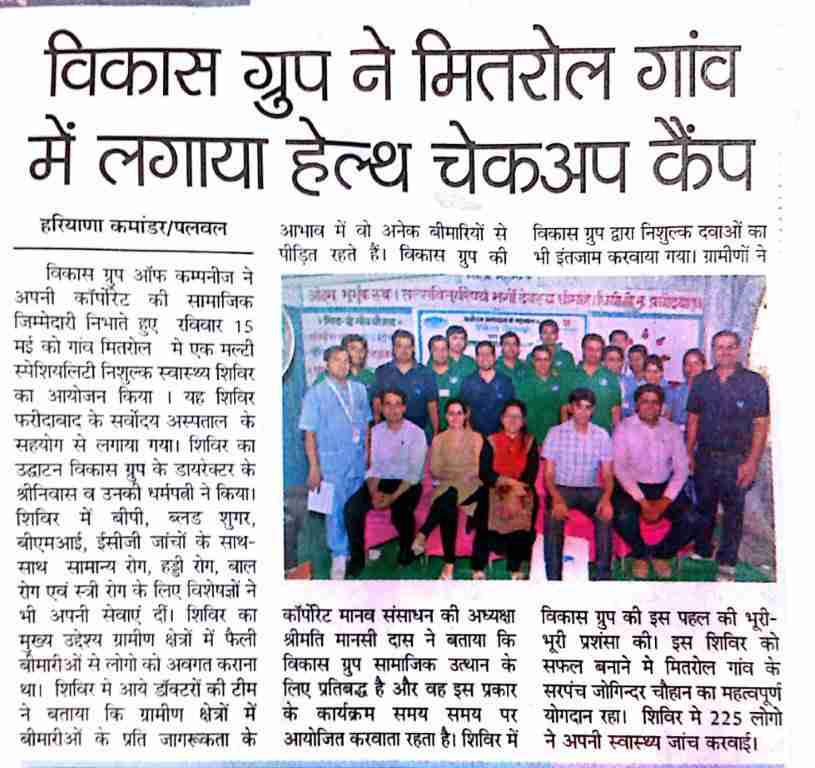 विकास ग्रुप ने मितरोल गांव
में लगाया हेल्थ चेकअप कैंप
हरियाणा कमांडर/पलवल
विकास ग्रुप ऑफ कम्पनीज ने
अपनी कॉर्पोरेट की सामाजिक
जिम्मेदारी निभाते हुए रविवार 15
मई को गांव मितरोल मे एक मल्टी
स्पेशियलिटी निशुल्क स्वास्थ्य शिविर
का आयोजन किया । यह शिविर
फरीदाबाद के सर्वोदय अस्पताल के
सहयोग से लगाया गया। शिविर का
उद्घाटन विकास ग्रुप के डायरेक्टर के
श्रीनिवास व उनकी धर्मपत्नी ने किया।
शिविर में बीपी, ब्लड शुगर,
बीएमआई, ईसीजी जांचों के साथ-
साथ सामान्य रोग, हड्डी रोग, बाल
रोग एवं स्त्री रोग के लिए विशेषज्ञों ने
भी अपनी सेवाएं दीं। शिविर का
मुख्य उद्देश्य ग्रामीण क्षेत्रों में फैली
बीमारीओं से लोगो को अवगत कराना
था। शिविर मे आये डॉक्टरों की टीम
ने बताया कि ग्रामीण क्षेत्रों में
बीमारीओं के प्रति जागरूकता के
आभाव में वो अनेक बीमारियों से
पीड़ित रहते हैं। विकास ग्रुप की
कॉर्पोरेट मानव संसाधन की अध्यक्षा
श्रीमति मानसी दास ने बताया कि
विकास ग्रुप सामाजिक उत्थान के
लिए प्रतिबद्ध है और वह इस प्रकार
के कार्यक्रम समय समय पर
आयोजित करवाता रहता है। शिविर में
विकास ग्रुप द्वारा निशुल्क दवाओं का
भी इंतजाम करवाया गया। ग्रामीणों ने
विकास ग्रुप की इस पहल की भूरी-
भूरी प्रशंसा की। इस शिविर को
सफल बनाने मे मितरोल गांव के
सरपंच जोगिन्दर चौहान का महत्वपूर्ण
योगदान रहा। शिविर मे 225 लोगो
ने अपनी स्वास्थ्य जांच करवाई।